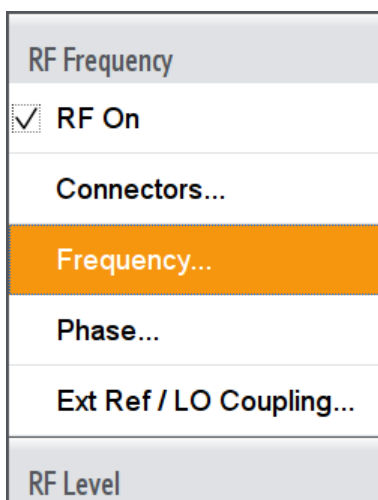 RF Frequency
RF On
Connectors...
Frequency...
Phase...
Ext Ref / LO Coupling...
RF Level